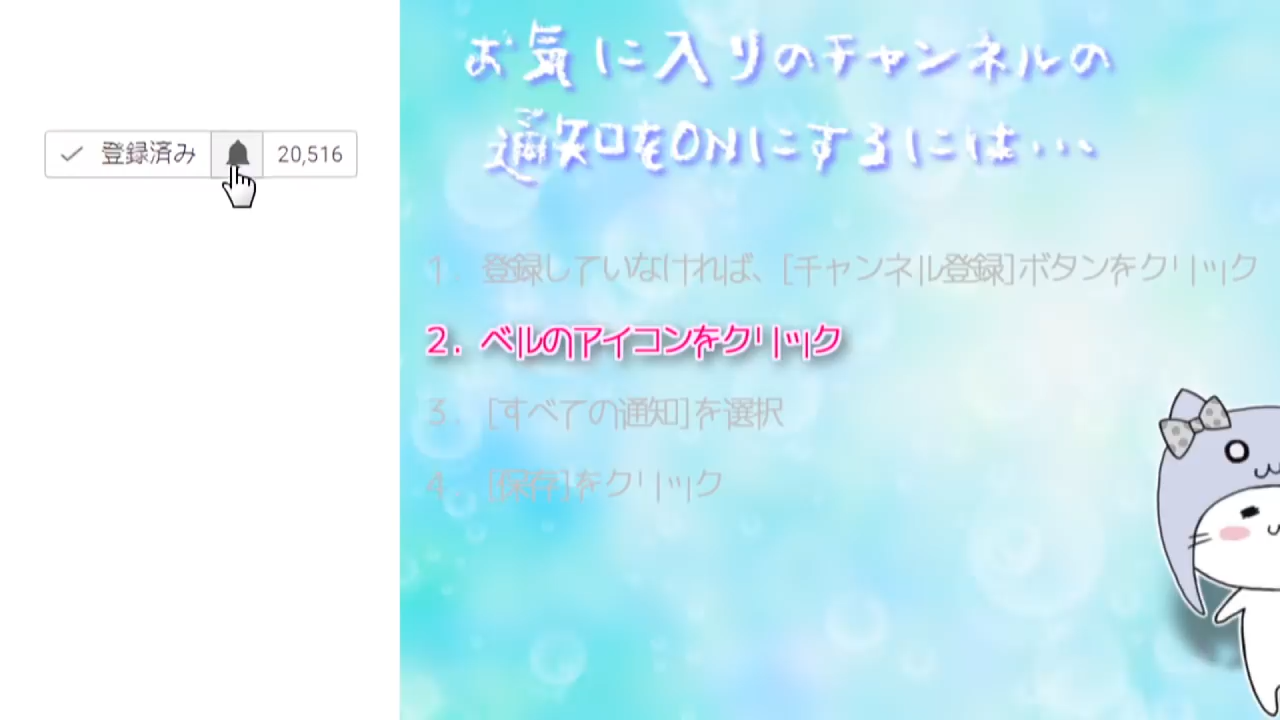 登録済み 20,516
お気に入りのチャンネルの
通知をONにするには・・・
1. 登録していなければ、[チャンネル登録]ボタンをクリック
2. ベルのアイコンをクリック
3. [すべての通知]を選択
4. [保存]をクリック